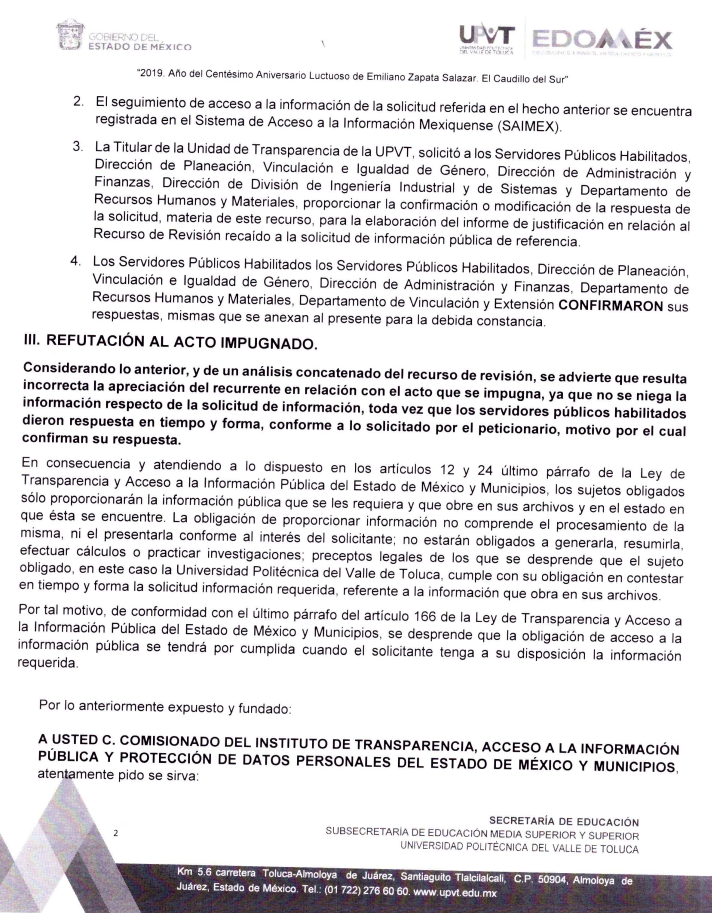 GOBIERNO DEL
ESTADO DE MÉXICO
UPVT
UNIVERSIDAD POLITÉCNICA
DEL VALLE DE TOLUCA
EDOMÉX
"2019. Año del Centésimo Aniversario Luctuoso de Emiliano Zapata Salazar. El Caudillo del Sur"
2. El seguimiento de acceso a la información de la solicitud referida en el hecho anterior se encuentra
registrada en el Sistema de Acceso a la Información Mexiquense (SAIMEX).
3. La Titular de la Unidad de Transparencia de la UPVT, solicitó a los Servidores Públicos Habilitados,
Dirección de Planeación, Vinculación e Igualdad de Género, Dirección de Administración y
Finanzas, Dirección de División de Ingeniería Industrial y de Sistemas y Departamento de
Recursos Humanos y Materiales, proporcionar la confirmación o modificación de la respuesta de
la solicitud, materia de este recurso, para la elaboración del informe de justificación en relación al
Recurso de Revisión recaído a la solicitud de información pública de referencia.
4. Los Servidores Públicos Habilitados los Servidores Públicos Habilitados, Dirección de Planeación,
Vinculación e Igualdad de Género, Dirección de Administración y Finanzas, Departamento de
Recursos Humanos y Materiales, Departamento de Vinculación y Extensión CONFIRMARON sus
respuestas, mismas que se anexan al presente para la debida constancia.
III. REFUTACIÓN AL ACTO IMPUGNADO.
Considerando lo anterior, y de un análisis concatenado del recurso de revisión, se advierte que resulta
incorrecta la apreciación del recurrente en relación con el acto que se impugna, ya que no se niega la
información respecto de la solicitud de información, toda vez que los servidores públicos habilitados
dieron respuesta en tiempo y forma, conforme a lo solicitado por el peticionario, motivo por el cual
confirman su respuesta.
En consecuencia y atendiendo a lo dispuesto en los artículos 12 y 24 último párrafo de la Ley de
Transparencia y Acceso a la Información Pública del Estado de México y Municipios, los sujetos obligados
sólo proporcionarán la información pública que se les requiera y que obre en sus archivos y en el estado en
que ésta se encuentre. La obligación de proporcionar información no comprende el procesamiento de la
misma, ni el presentarla conforme al interés del solicitante; no estarán obligados a generarla, resumirla,
efectuar cálculos o practicar investigaciones; preceptos legales de los que se desprende que el sujeto
obligado, en este caso la Universidad Politécnica del Valle de Toluca, cumple con su obligación en contestar
en tiempo y forma la solicitud información requerida, referente a la información que obra en sus archivos.
Por tal motivo, de conformidad con el último párrafo del artículo 166 de la Ley de Transparencia y Acceso a
la Información Pública del Estado de México y Municipios, se desprende que la obligación de acceso a la
información pública se tendrá por cumplida cuando el solicitante tenga a su disposición la información
requerida.
Por lo anteriormente expuesto y fundado:
A USTED C. COMISIONADO DEL INSTITUTO DE TRANSPARENCIA, ACCESO A LA INFORMACIÓN
PÚBLICA Y PROTECCIÓN DE DATOS PERSONALES DEL ESTADO DE MÉXICO Y MUNICIPIOS,
atentamente pido se sirva:
2
SECRETARÍA DE EDUCACIÓN
SUBSECRETARÍA DE EDUCACIÓN MEDIA SUPERIOR Y SUPERIOR
UNIVERSIDAD POLITÉCNICA DEL VALLE DE TOLUCA
Km 5.6 carretera Toluca-Almoloya de Juárez, Santiaguito Tlalcilalcali, C.P. 50904, Almoloya de
Juárez, Estado de México. Tel.: (01 722) 276 60 60. www.upvt.edu.mx